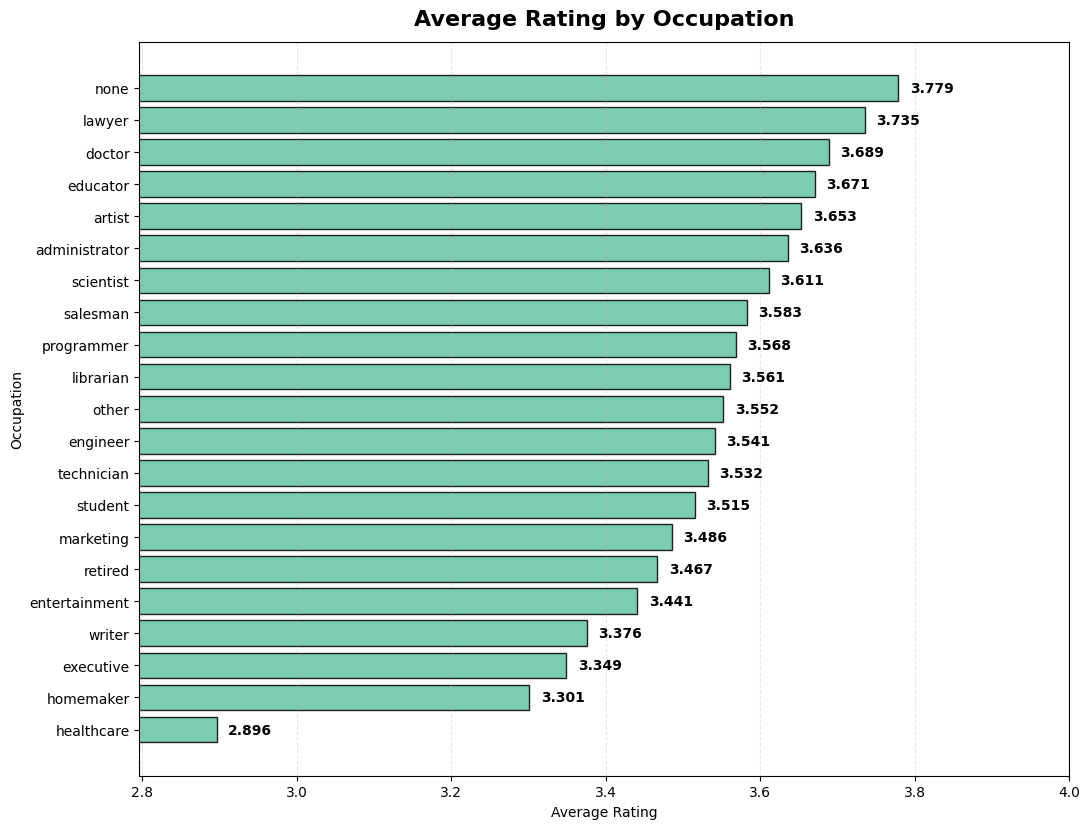 Average Rating by Occupation
none 3.779
lawyer 3.735
doctor 3.689
educator 3.671
artist 3.653
administrator 3.636
scientist 3.611
salesman 3.583
programmer 3.568
librarian 3.561
other 3.552
engineer 3.541
technician 3.532
student 3.515
marketing 3.486
retired 3.467
entertainment 3.441
writer 3.376
executive 3.349
homemaker 3.301
healthcare 2.896
Occupation
2.8 3.0 3.2 3.4 3.6 3.8 4.0
Average Rating